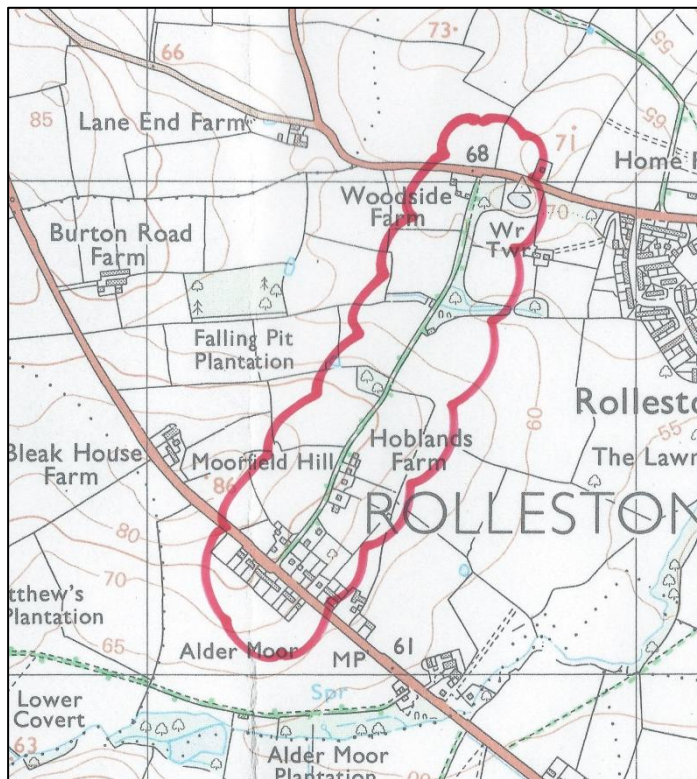 73
66
55
Lane End Farm
85
65
71
68
Home
Woodside
Farm
70
Burton Road
Farm
Wr
Twr
Falling Pit
Plantation
60
Rollesto
55
Hoblands
Farm
Bleak House
Farm
Moorfield Hill
The Lawn
86
ROLLESTON
80
70
tthew's
Plantation
65
Alder Moor
MP
61
Spr
Lower
Covert
63
Alder Moor
Plantation